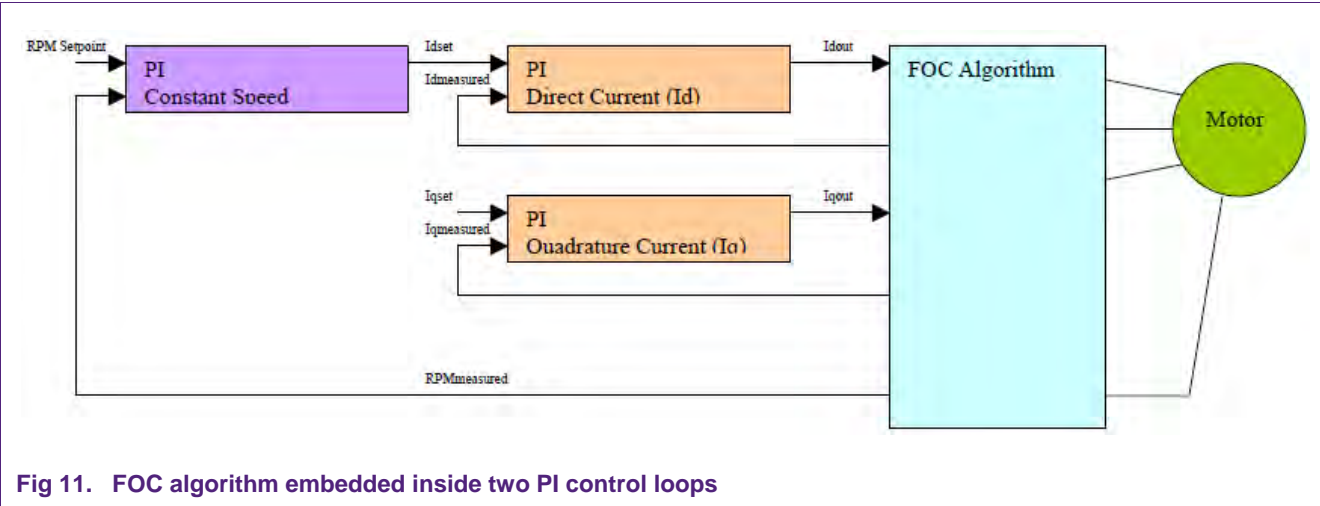 RPM Setpoint
PI
Constant Speed
Idset
Idmeasured
PI
Direct Current (Id)
Idout
FOC Algorithm
Motor
Iqset
Iqmeasured
PI
Quadrature Current (Iq)
Iqout
RPMmeasured
Fig 11. FOC algorithm embedded inside two PI control loops